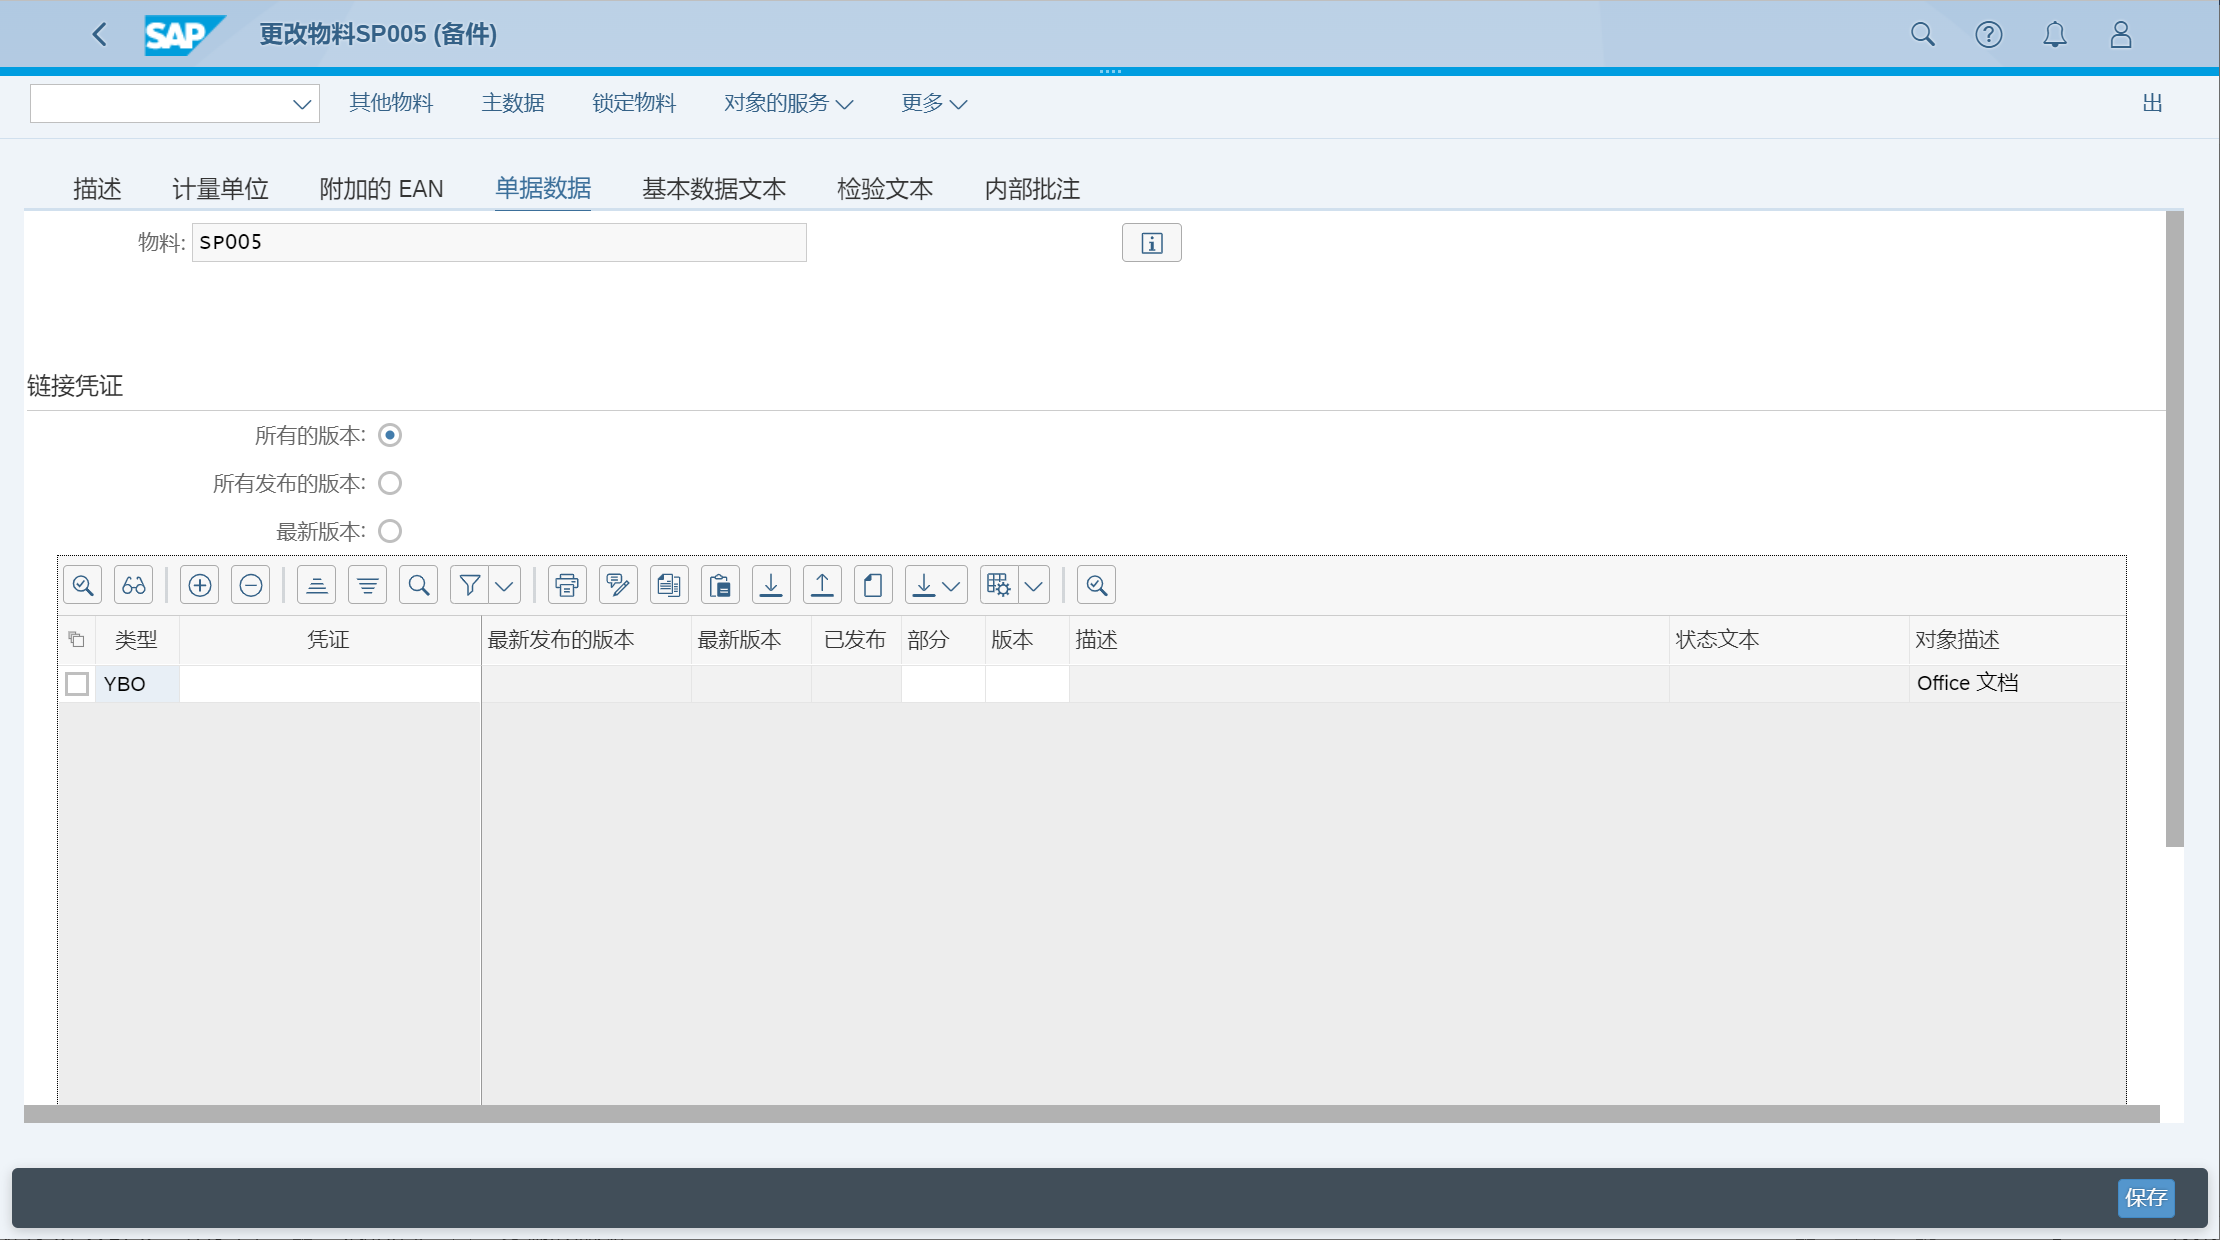 SAP 更改物料SP005 (备件)
其他物料 主数据 锁定物料 对象的服务 更多 出
描述 计量单位 附加的 EAN 单据数据 基本数据文本 检验文本 内部批注
物料: SP005
链接凭证
所有的版本:
所有发布的版本:
最新版本:
类型 凭证 最新发布的版本 最新版本 已发布 部分 版本 描述 状态文本 对象描述
YBO Office 文档
保存